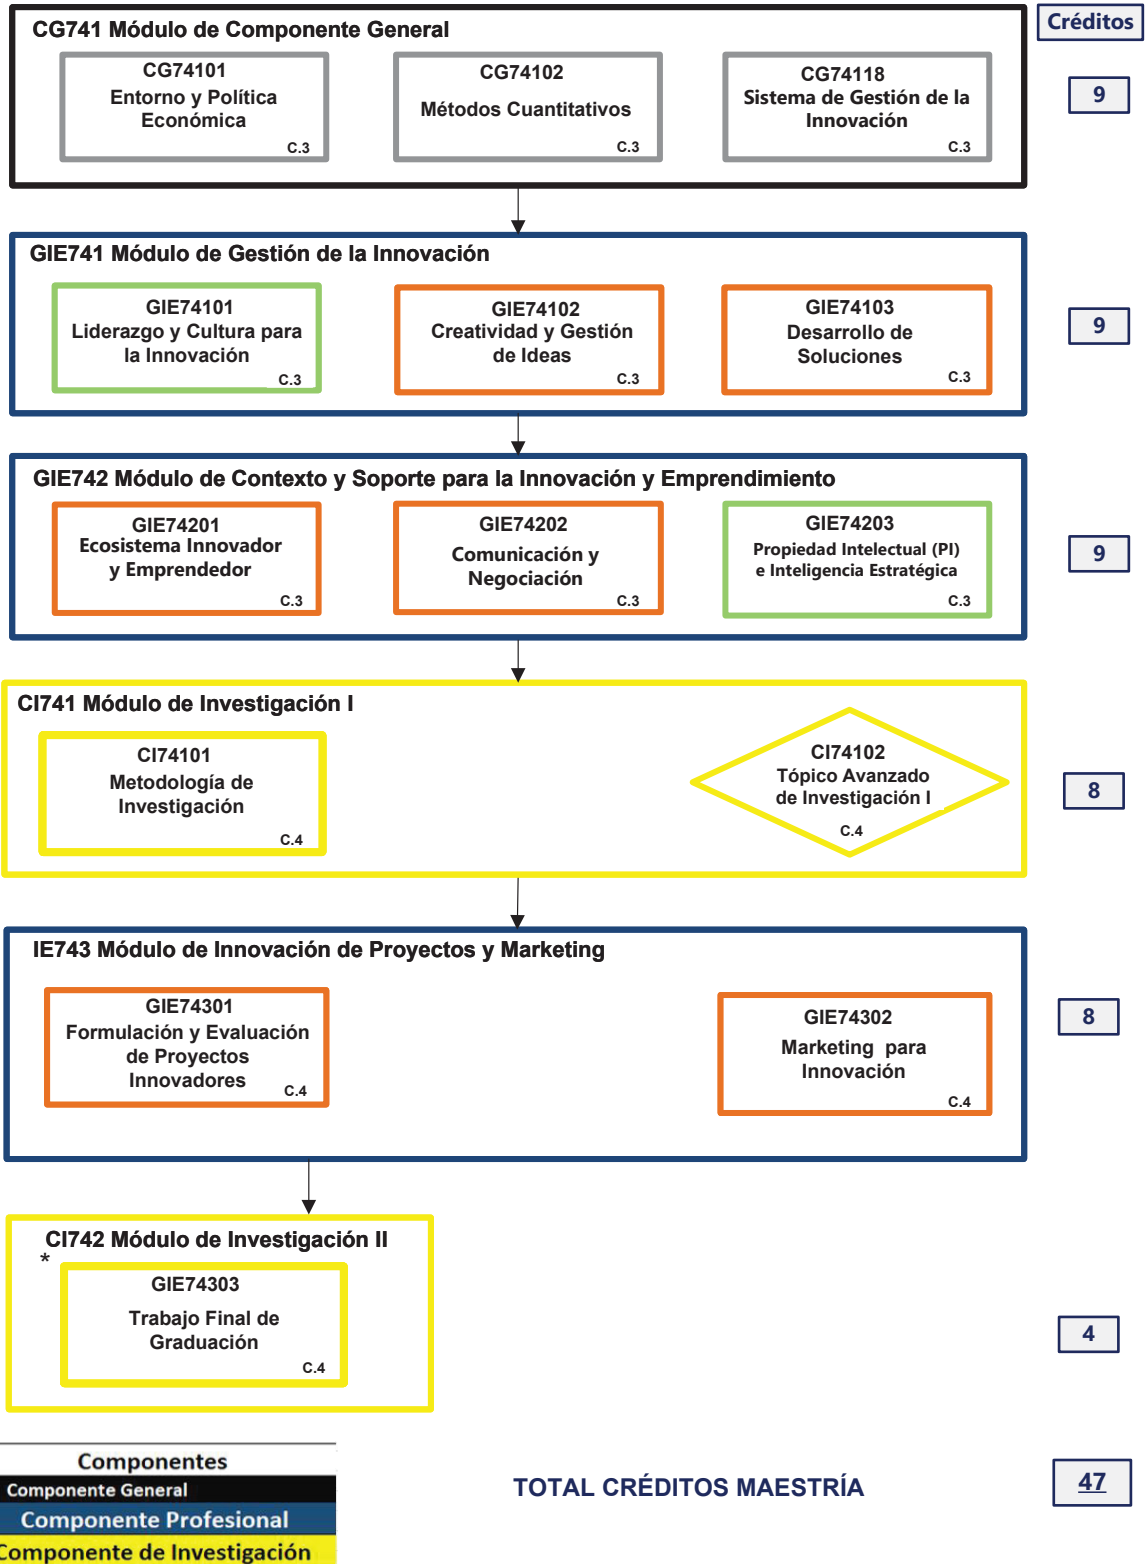 CG741 Módulo de Componente General
Créditos
CG74101
Entorno y Política
Económica
C.3
CG74102
Métodos Cuantitativos
C.3
CG74118
Sistema de Gestión de la
Innovación
C.3
9
GIE741 Módulo de Gestión de la Innovación
GIE74101
Liderazgo y Cultura para
la Innovación
C.3
GIE74102
Creatividad y Gestión
de Ideas
C.3
GIE74103
Desarrollo de
Soluciones
C.3
9
GIE742 Módulo de Contexto y Soporte para la Innovación y Emprendimiento
GIE74201
Ecosistema Innovador
y Emprendedor
C.3
GIE74202
Comunicación y
Negociación
C.3
GIE74203
Propiedad Intelectual (PI)
e Inteligencia Estratégica
C.3
9
CI741 Módulo de Investigación I
CI74101
Metodología de
Investigación
C.4
CI74102
Tópico Avanzado
de Investigación I
C.4
8
IE743 Módulo de Innovación de Proyectos y Marketing
GIE74301
Formulación y Evaluación
de Proyectos
Innovadores
C.4
GIE74302
Marketing para
Innovación
C.4
8
CI742 Módulo de Investigación II
*
GIE74303
Trabajo Final de
Graduación
C.4
4
Componentes
Componente General
Componente Profesional
Componente de Investigación
TOTAL CRÉDITOS MAESTRÍA
47